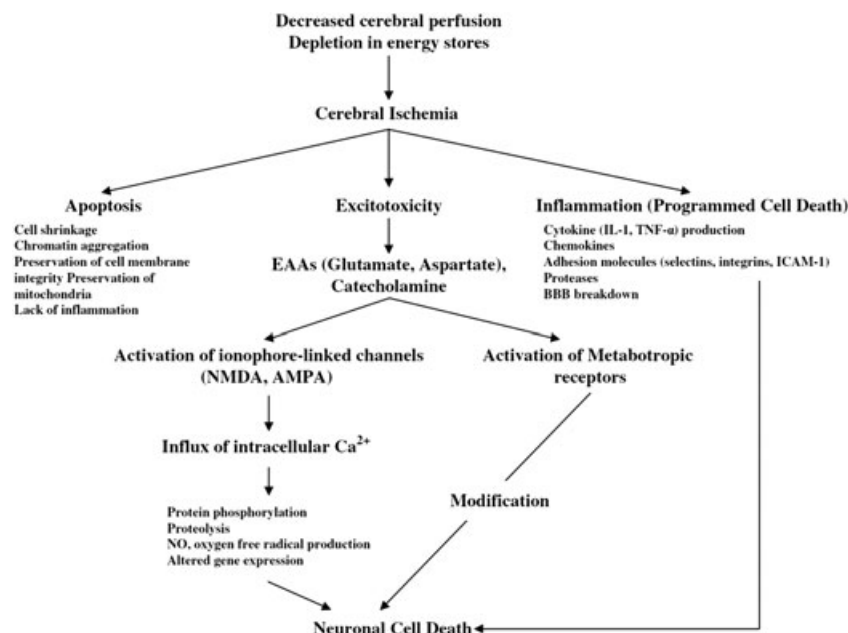 Decreased cerebral perfusion
Depletion in energy stores
Cerebral Ischemia
Apoptosis
Cell shrinkage
Chromatin aggregation
Preservation of cell membrane
integrity Preservation of
mitochondria
Lack of inflammation
Excitotoxicity
EAAs (Glutamate, Aspartate),
Catecholamine
Inflammation (Programmed Cell Death)
Cytokine (IL-1, TNF-α) production
Chemokines
Adhesion molecules (selectins, integrins, ICAM-1)
Proteases
BBB breakdown
Activation of ionophore-linked channels
(NMDA, AMPA)
Activation of Metabotropic
receptors
Influx of intracellular Ca²⁺
Protein phosphorylation
Proteolysis
NO, oxygen free radical production
Altered gene expression
Modification
Neuronal Cell Death